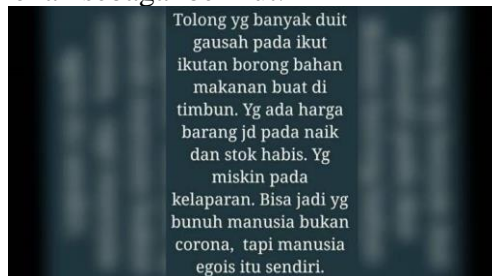 Tolong yg banyak duit
gausah pada ikut
ikutan borong bahan
makanan buat di
timbun. Yg ada harga
barang jd pada naik
dan stok habis. Yg
miskin pada
kelaparan. Bisa jadi yg
bunuh manusia bukan
corona, tapi manusia
egois itu sendiri.